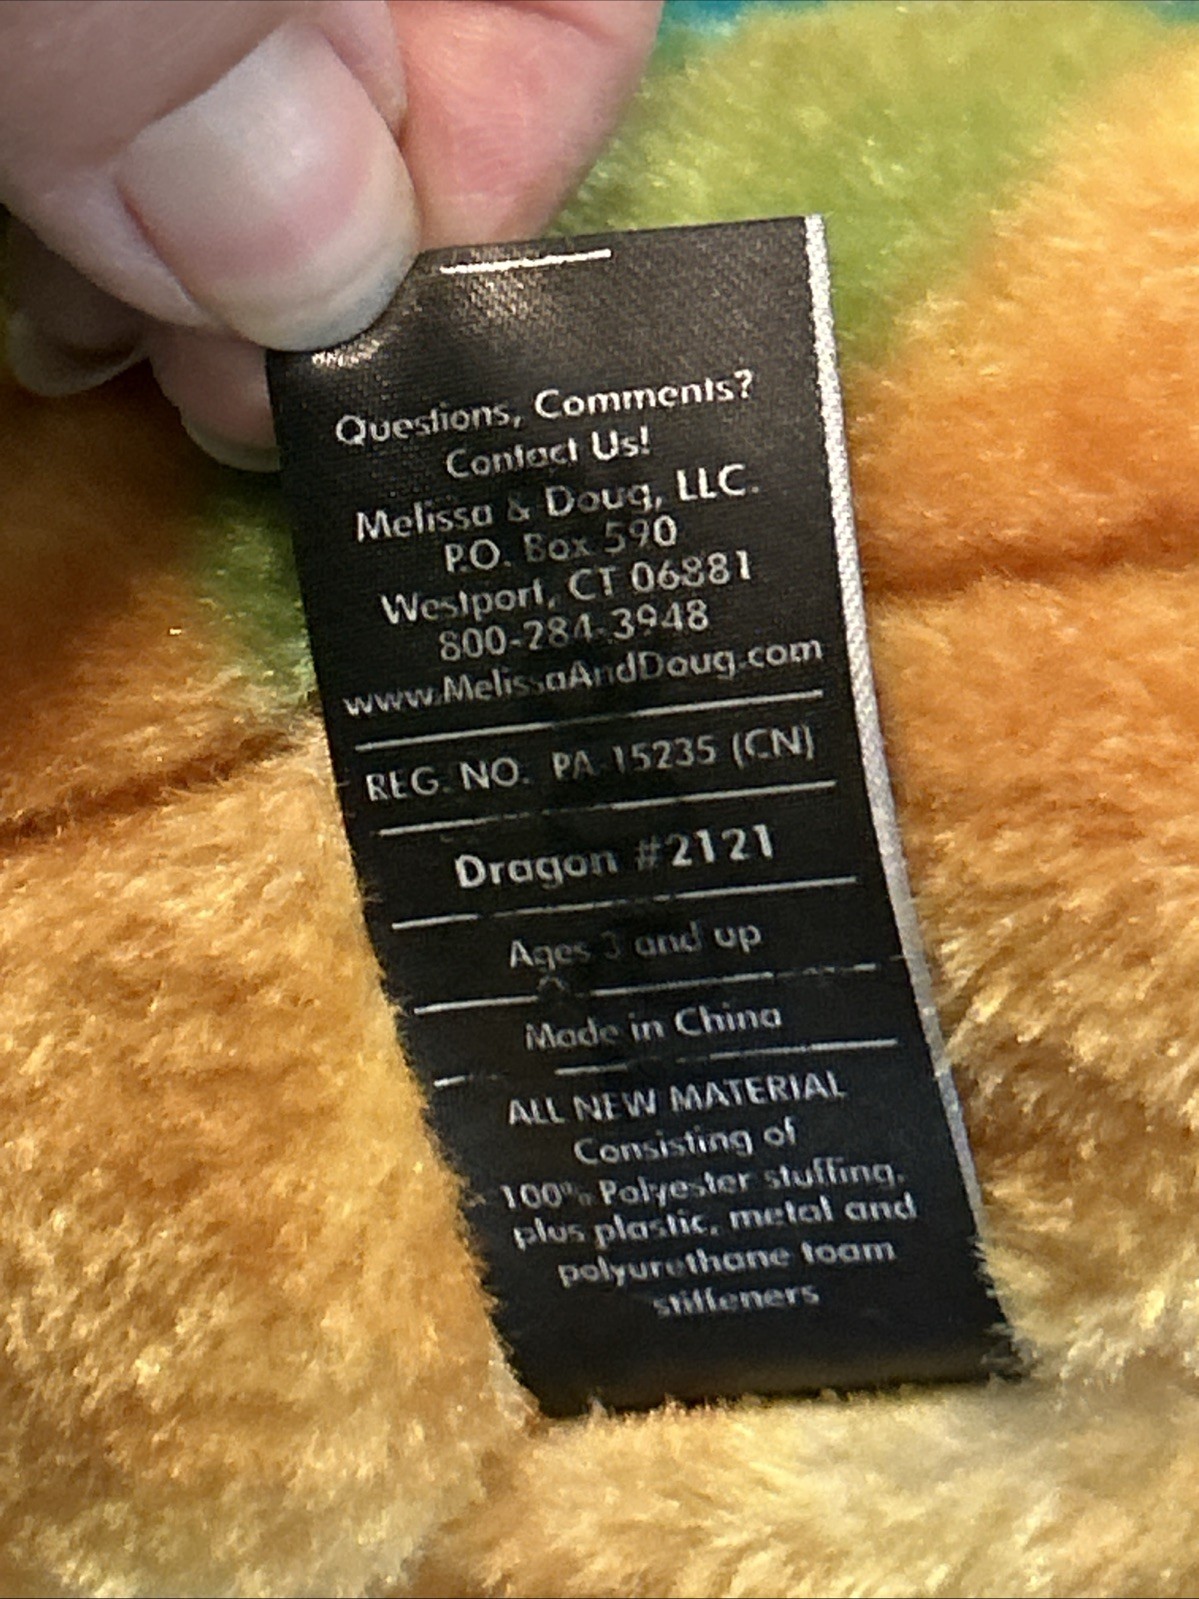 Questions, Comments?
Contact Us!
Melissa & Doug, LLC.
P.O. Box 590
Westport, CT 06881
800-284-3948
www.MelissaAndDoug.com
REG. NO. PA 15235 (CN)
Dragon #2121
Ages 3 and up
Made in China
ALL NEW MATERIAL
Consisting of
100% Polyester stuffing,
plus plastic, metal and
polyurethane foam
stiffeners